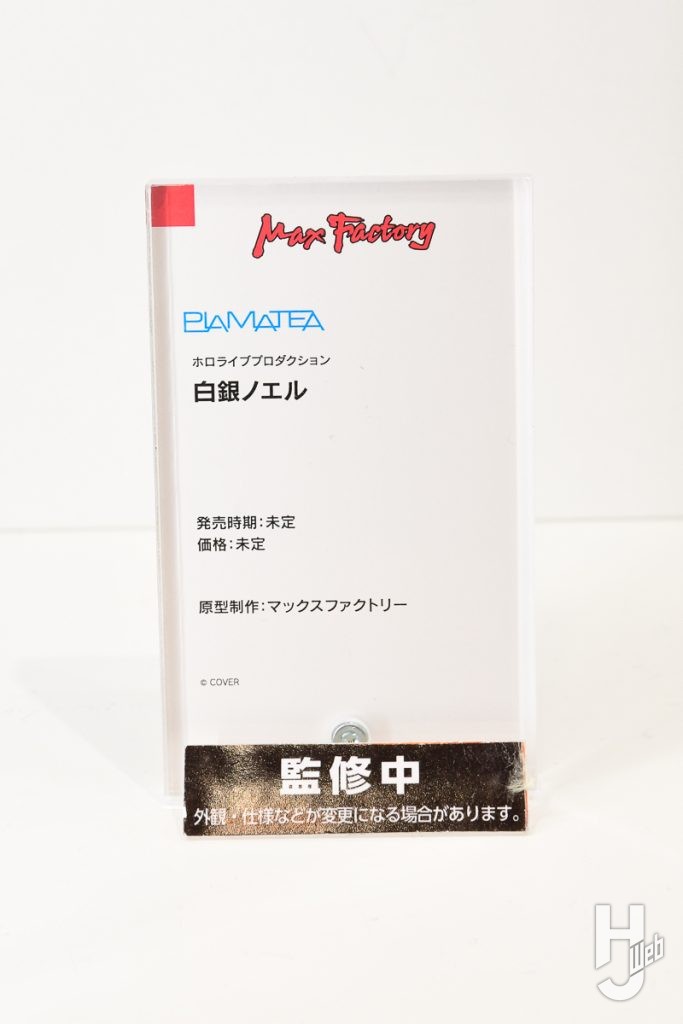 Max Factory
PLAMATEA
ホロライブプロダクション
白銀ノエル
発売時期：未定
価格：未定
原型制作：マックスファクトリー
© COVER
監修中
外観・仕様などが変更になる場合があります。
HJ Web